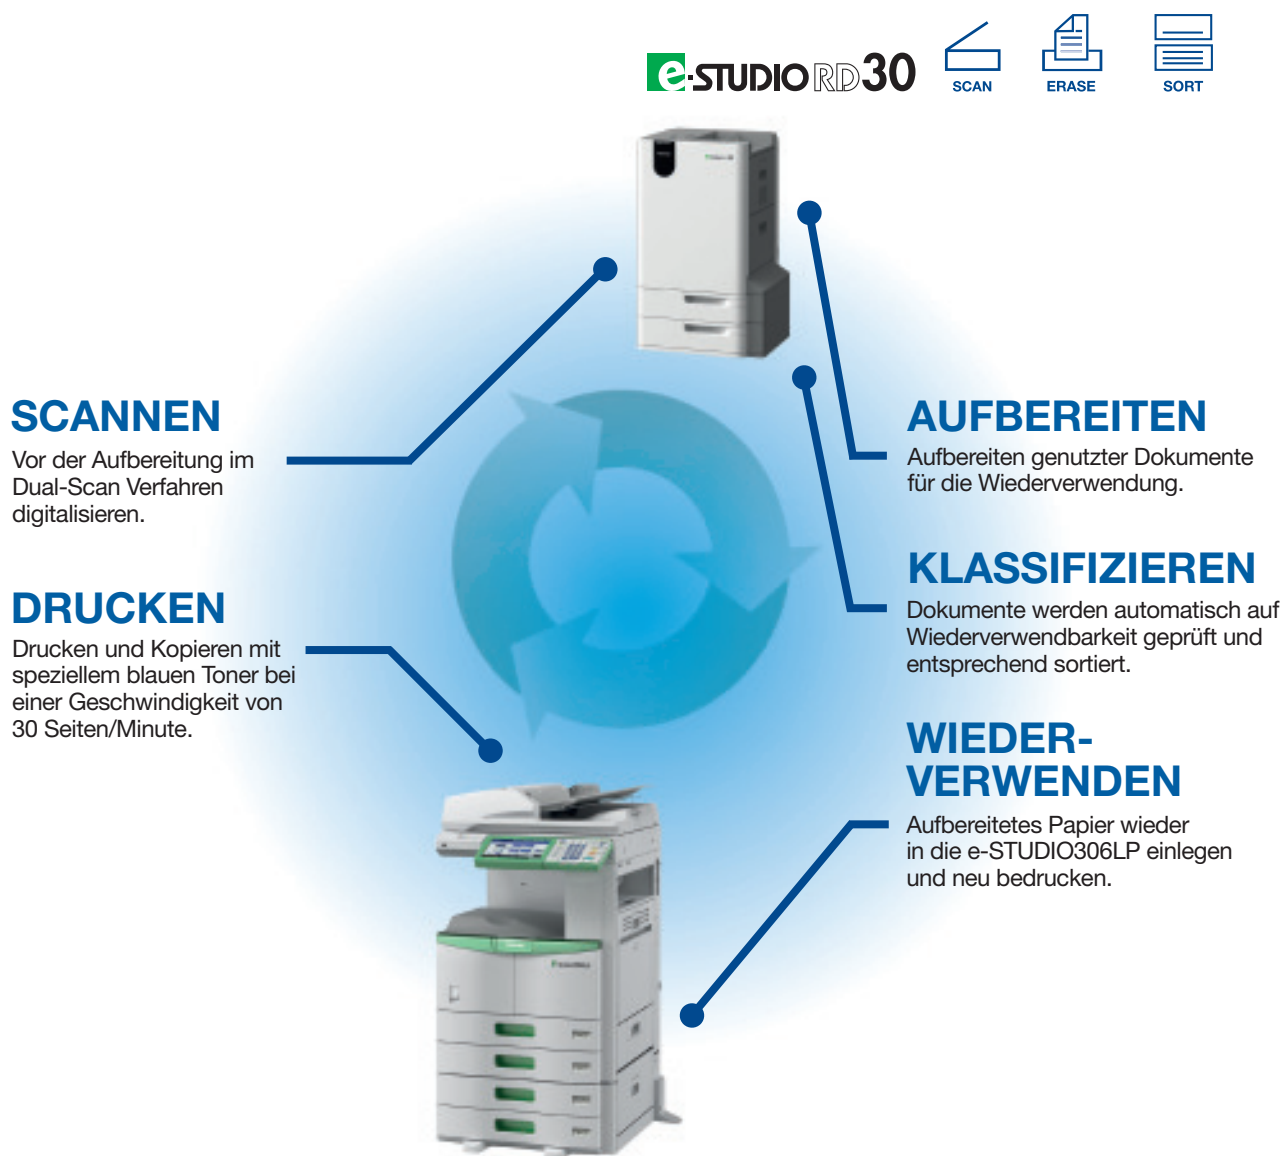 e-STUDIO RD30
SCAN
ERASE
SORT
SCANNEN
Vor der Aufbereitung im
Dual-Scan Verfahren
digitalisieren.
DRUCKEN
Drucken und Kopieren mit
speziellem blauen Toner bei
einer Geschwindigkeit von
30 Seiten/Minute.
AUFBEREITEN
Aufbereiten genutzter Dokumente
für die Wiederverwendung.
KLASSIFIZIEREN
Dokumente werden automatisch auf
Wiederverwendbarkeit geprüft und
entsprechend sortiert.
WIEDER-
VERWENDEN
Aufbereitetes Papier wieder
in die e-STUDIO306LP einlegen
und neu bedrucken.